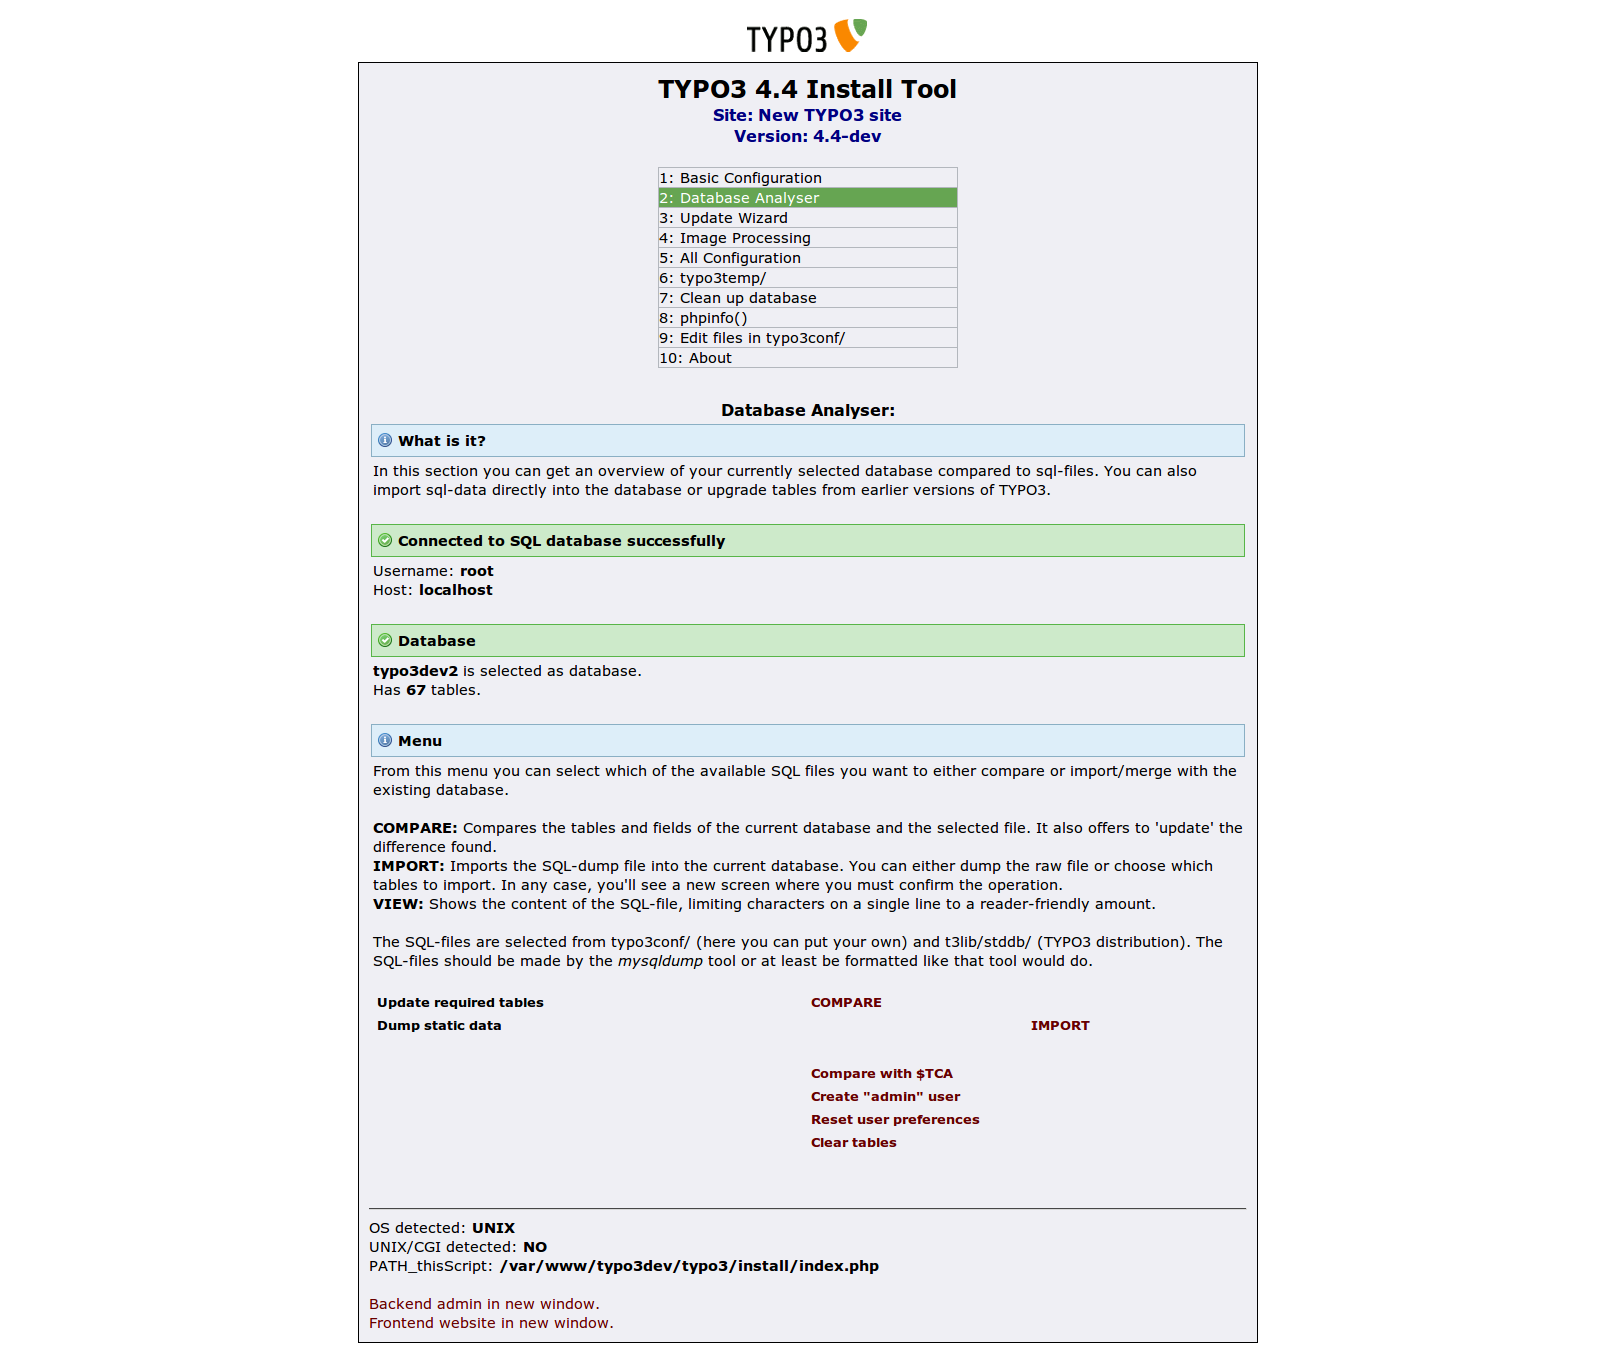 TYPO3
TYPO3 4.4 Install Tool
Site: New TYPO3 site
Version: 4.4-dev
1: Basic Configuration
2: Database Analyser
3: Update Wizard
4: Image Processing
5: All Configuration
6: typo3temp/
7: Clean up database
8: phpinfo()
9: Edit files in typo3conf/
10: About
Database Analyser:
What is it?
In this section you can get an overview of your currently selected database compared to sql-files. You can also
import sql-data directly into the database or upgrade tables from earlier versions of TYPO3.
Connected to SQL database successfully
Username: root
Host: localhost
Database
typo3dev2 is selected as database.
Has 67 tables.
Menu
From this menu you can select which of the available SQL files you want to either compare or import/merge with the
existing database.
COMPARE: Compares the tables and fields of the current database and the selected file. It also offers to 'update' the
difference found.
IMPORT: Imports the SQL-dump file into the current database. You can either dump the raw file or choose which
tables to import. In any case, you'll see a new screen where you must confirm the operation.
VIEW: Shows the content of the SQL-file, limiting characters on a single line to a reader-friendly amount.
The SQL-files are selected from typo3conf/ (here you can put your own) and t3lib/stddb/ (TYPO3 distribution). The
SQL-files should be made by the mysqldump tool or at least be formatted like that tool would do.
Update required tables COMPARE
Dump static data IMPORT
Compare with $TCA
Create "admin" user
Reset user preferences
Clear tables
OS detected: UNIX
UNIX/CGI detected: NO
PATH_thisScript: /var/www/typo3dev/typo3/install/index.php
Backend admin in new window.
Frontend website in new window.